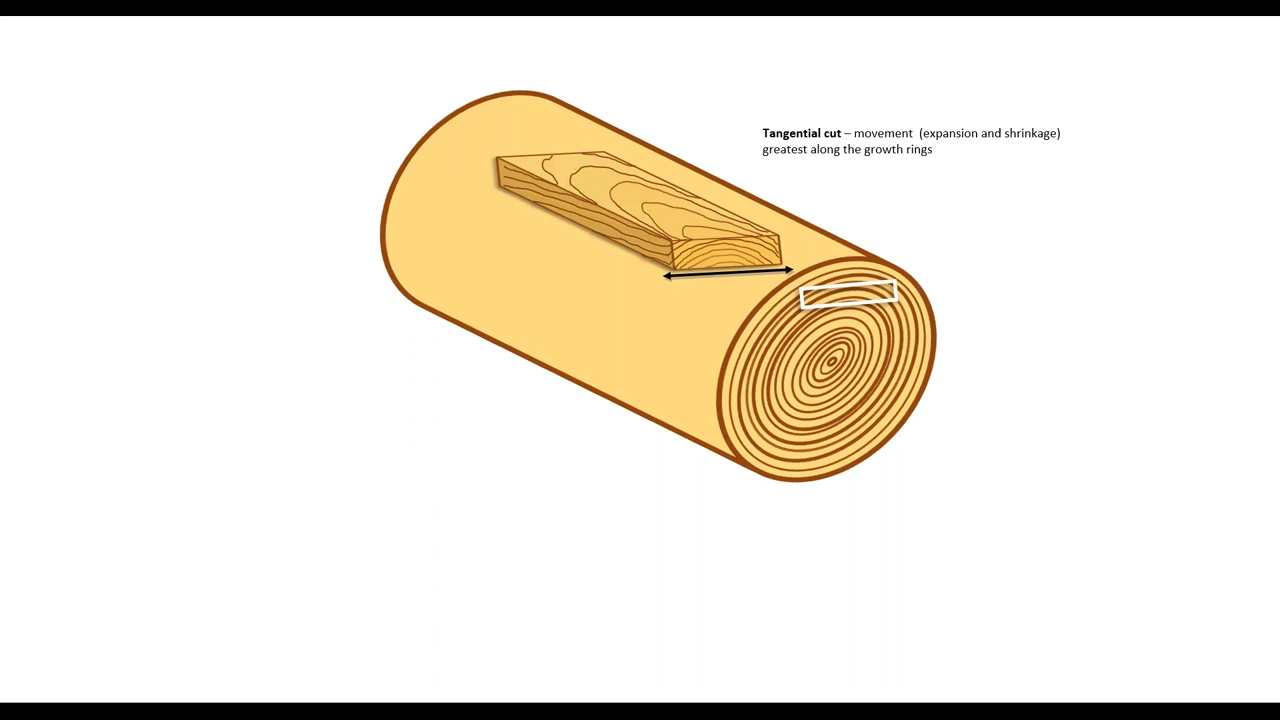 Tangential cut – movement  (expansion and shrinkage)
greatest along the growth rings